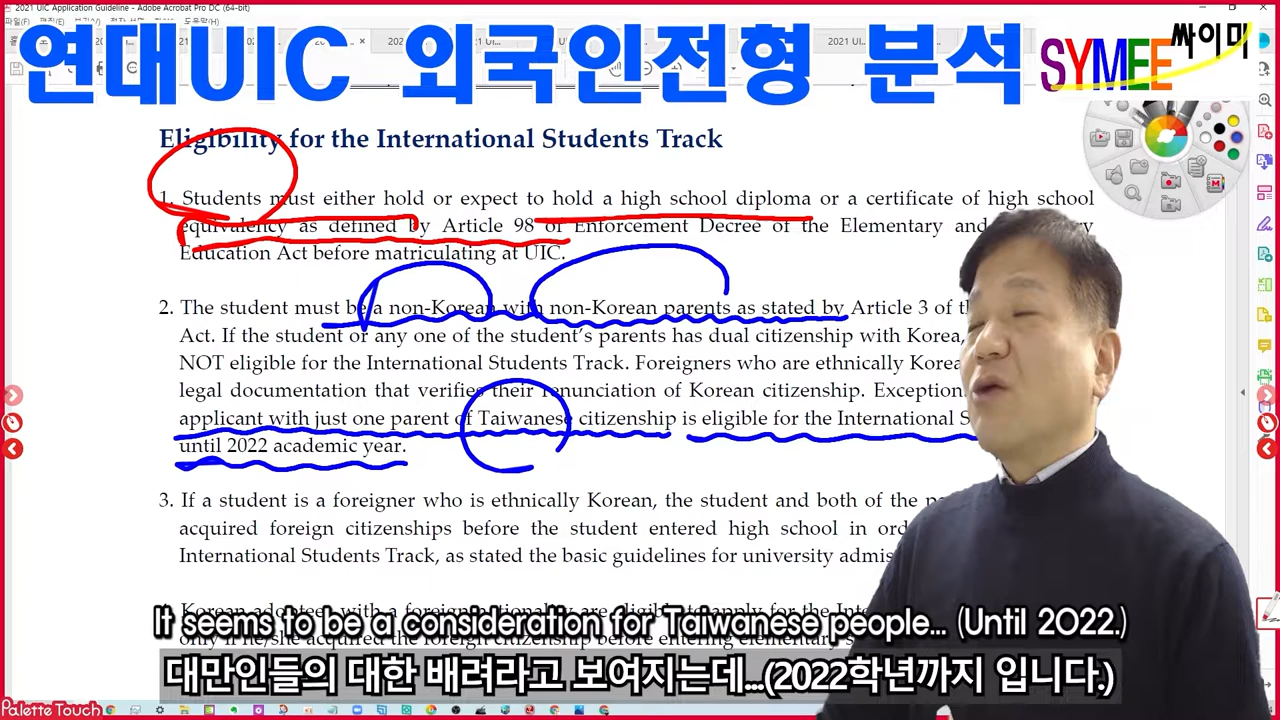 2021 UIC Application Guideline - Adobe Acrobat Pro DC (64-bit)
연대UIC 외국인전형 분석
SYMEE 싸이미
Eligibility for the International Students Track
1. Students must either hold or expect to hold a high school diploma or a certificate of high school
equivalency as defined by Article 98 of Enforcement Decree of the Elementary and
Education Act before matriculating at UIC.
2. The student must be a non-Korean with non-Korean parents as stated by Article 3 of
Act. If the student or any one of the student's parents has dual citizenship with Korea,
NOT eligible for the International Students Track. Foreigners who are ethnically
legal documentation that verifies their renunciation of Korean citizenship.
applicant with just one parent of Taiwanese citizenship is eligible for the International
until 2022 academic year.
3. If a student is a foreigner who is ethnically Korean, the student and both of the
acquired foreign citizenships before the student entered high school in
International Students Track, as stated the basic guidelines for university
It seems to be a consideration for Taiwanese people... (Until 2022.)
대만인들의 대한 배려라고 보여지는데...(2022학년까지 입니다.)
Palette Touch